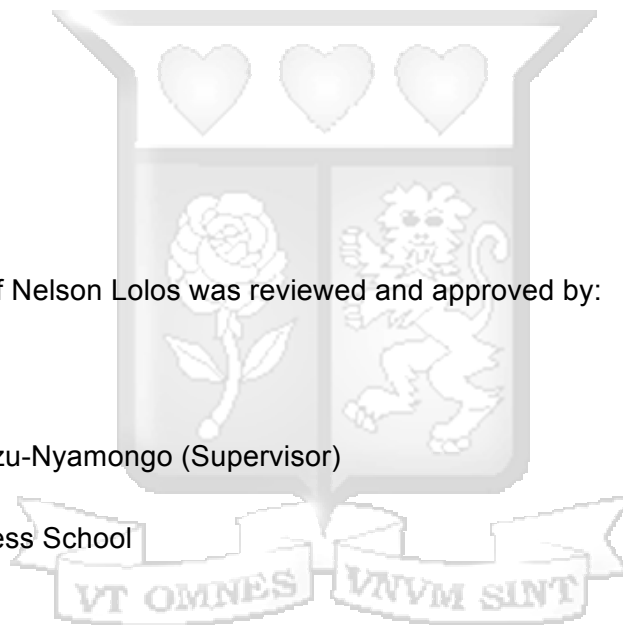 f Nelson Lolos was reviewed and approved by:
zu-Nyamongo (Supervisor)
ess School
VT OMNES VNVM SINT